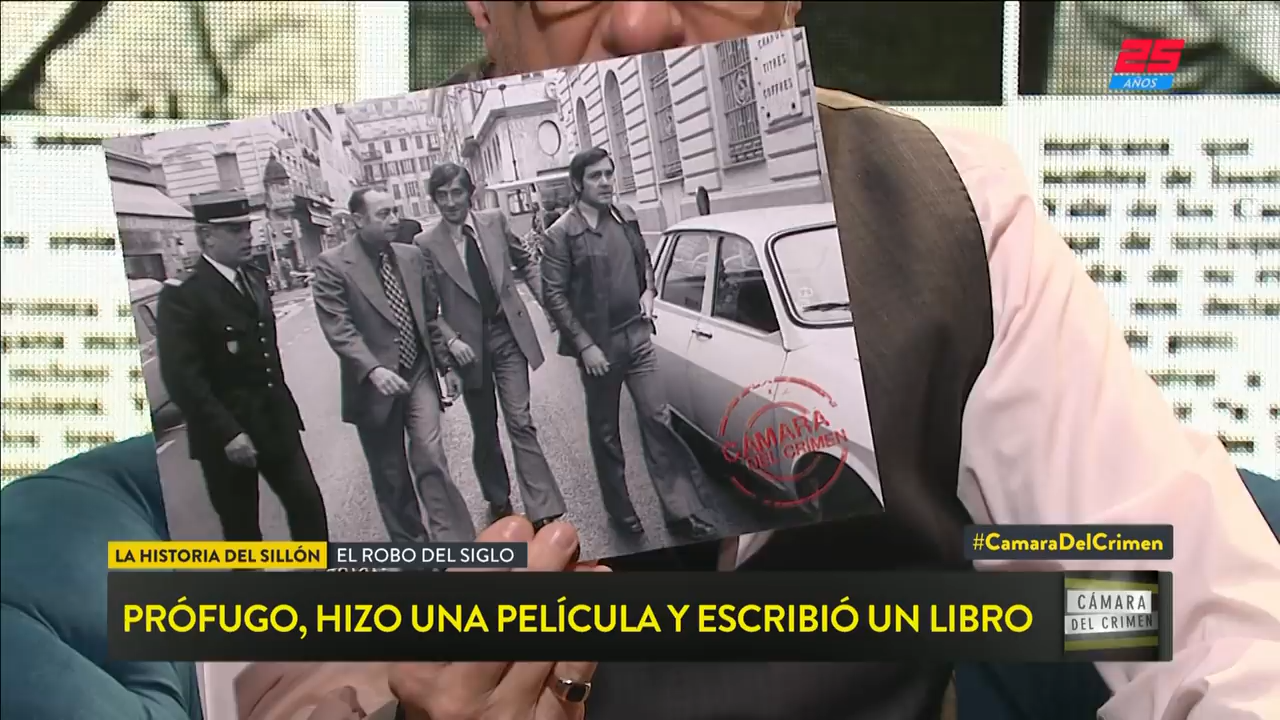 25
AÑOS
CHANGE
TITRES
COFFRES
CÁMARA
DEL CRIMEN
#CamaraDelCrimen
LA HISTORIA DEL SILLÓN
EL ROBO DEL SIGLO
PRÓFUGO, HIZO UNA PELÍCULA Y ESCRIBIÓ UN LIBRO
CÁMARA
DEL CRIMEN